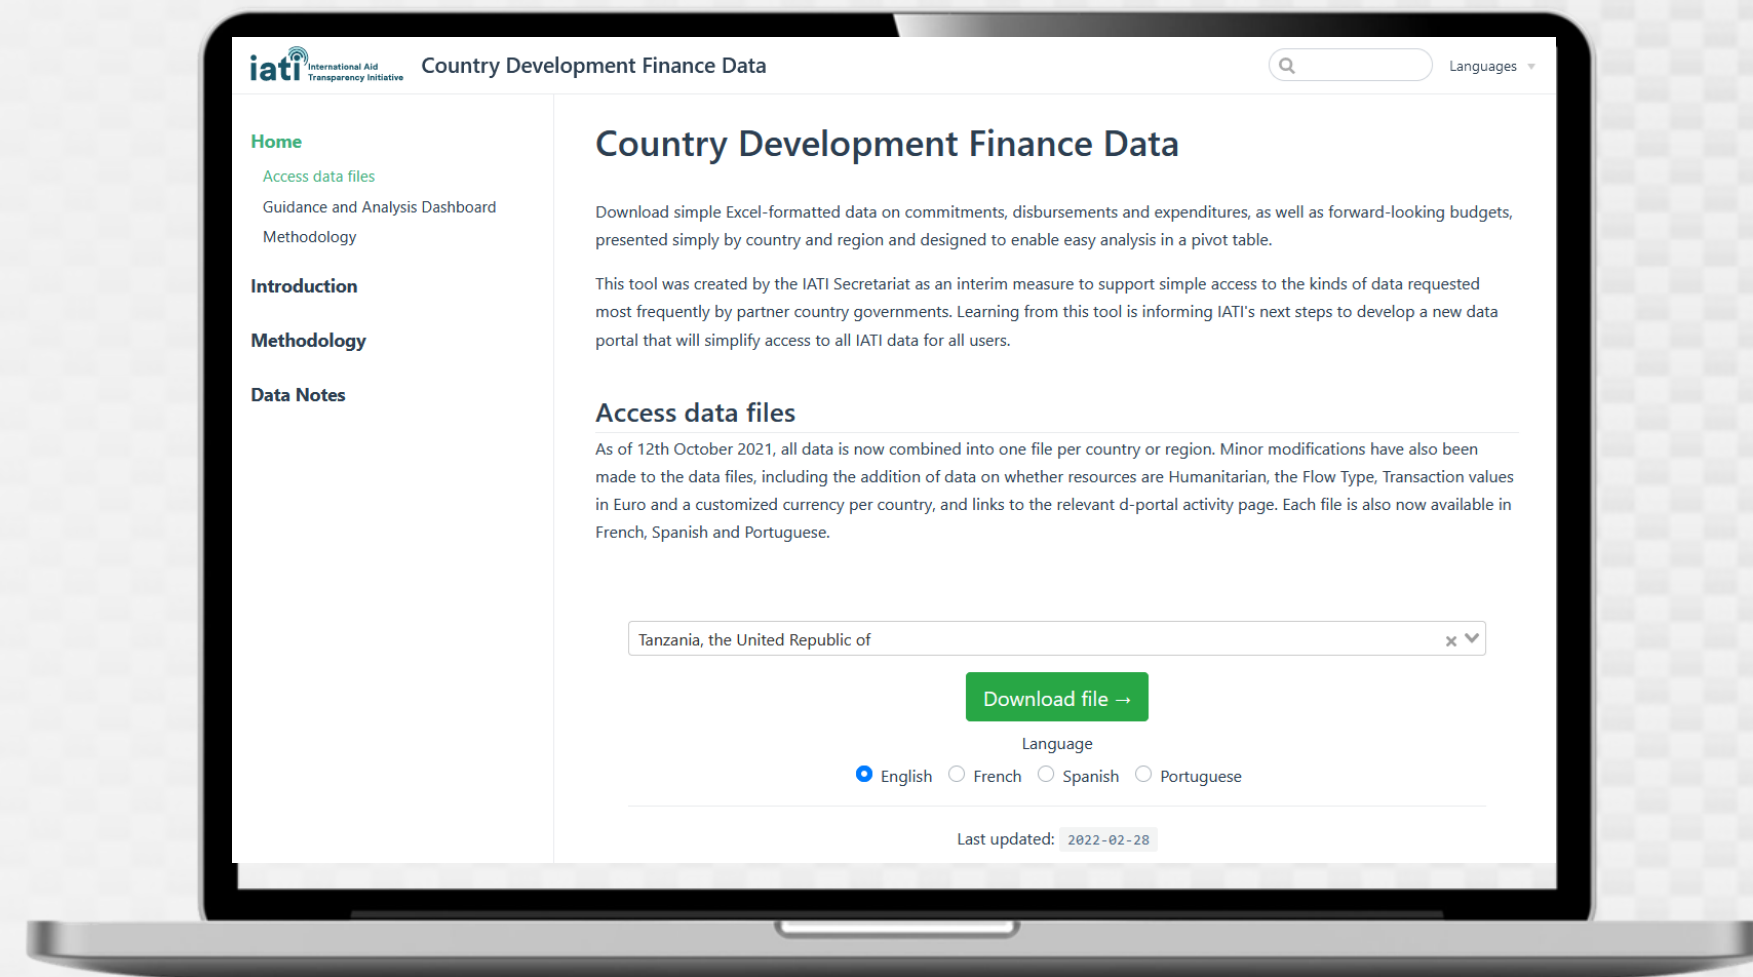 iati International Aid
Transparency Initiative
Country Development Finance Data
Languages
Home
Access data files
Guidance and Analysis Dashboard
Methodology
Introduction
Methodology
Data Notes
Country Development Finance Data
Download simple Excel-formatted data on commitments, disbursements and expenditures, as well as forward-looking budgets,
presented simply by country and region and designed to enable easy analysis in a pivot table.
This tool was created by the IATI Secretariat as an interim measure to support simple access to the kinds of data requested
most frequently by partner country governments. Learning from this tool is informing IATI's next steps to develop a new data
portal that will simplify access to all IATI data for all users.
Access data files
As of 12th October 2021, all data is now combined into one file per country or region. Minor modifications have also been
made to the data files, including the addition of data on whether resources are Humanitarian, the Flow Type, Transaction values
in Euro and a customized currency per country, and links to the relevant d-portal activity page. Each file is also now available in
French, Spanish and Portuguese.
Tanzania, the United Republic of
Download file →
Language
English French Spanish Portuguese
Last updated: 2022-02-28